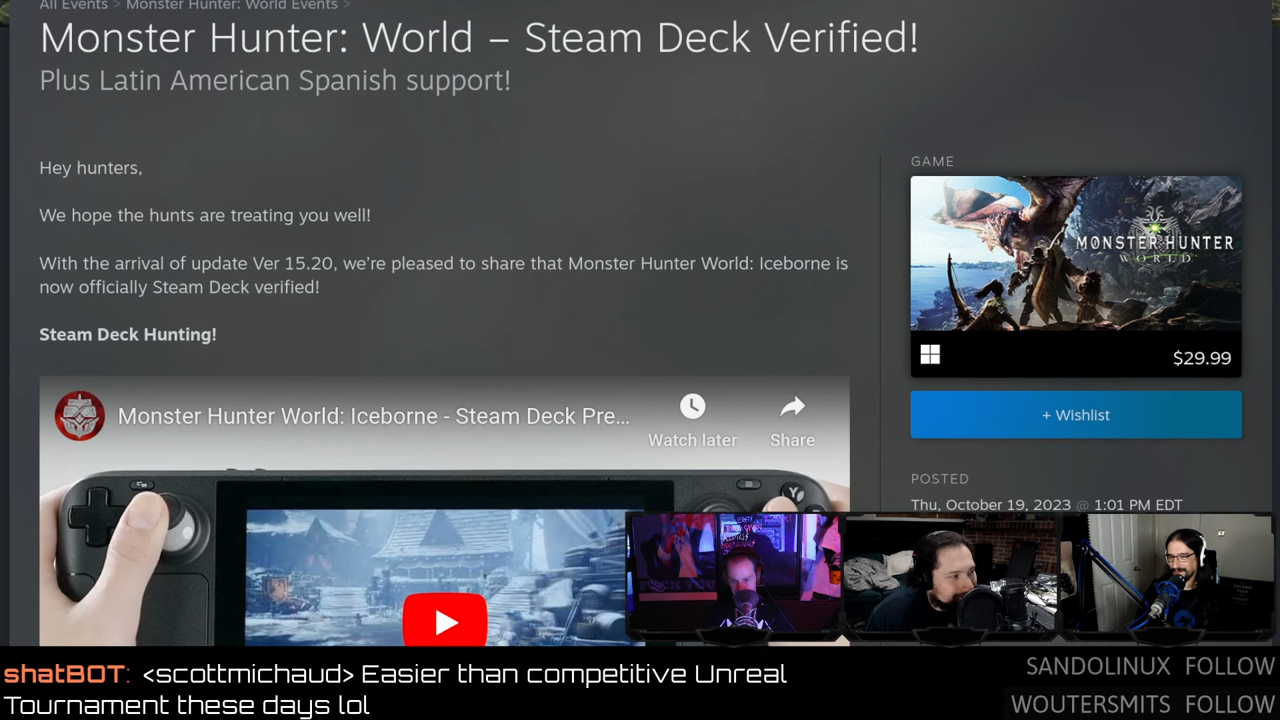 All Events > Monster Hunter: World Events >
Monster Hunter: World – Steam Deck Verified!
Plus Latin American Spanish support!
Hey hunters,
We hope the hunts are treating you well!
With the arrival of update Ver 15.20, we’re pleased to share that Monster Hunter World: Iceborne is
now officially Steam Deck verified!
Steam Deck Hunting!
Monster Hunter World: Iceborne - Steam Deck Pre...
Watch later
Share
Y
GAME
MONSTER HUNTER
WORLD
$29.99
+ Wishlist
POSTED
Thu, October 19, 2023 @ 1:01 PM EDT
shatBOT: <scottmichaud> Easier than competitive Unreal
Tournament these days lol
SANDOLINUX FOLLOW
WOUTERSMITS FOLLOW